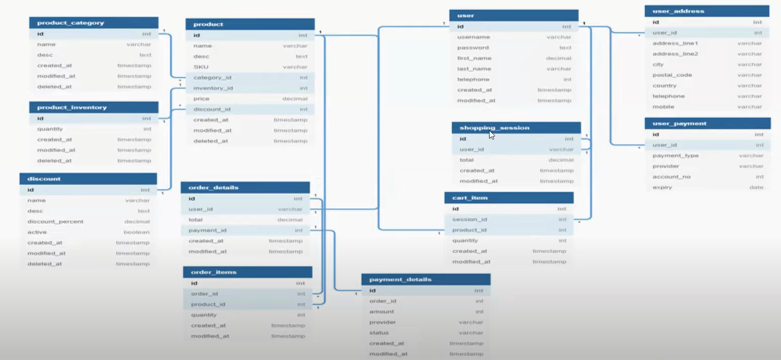 product_category
id int
name varchar
desc text
created_at timestamp
modified_at timestamp
deleted_at timestamp
product_inventory
id int
quantity int
created_at timestamp
modified_at timestamp
deleted_at timestamp
discount
id int
name varchar
desc text
discount_percent decimal
active boolean
created_at timestamp
modified_at timestamp
deleted_at timestamp
product
id int
name varchar
desc text
SKU varchar
category_id int
inventory_id int
price decimal
discount_id int
created_at timestamp
modified_at timestamp
deleted_at timestamp
order_details
id int
user_id varchar
total decimal
payment_id int
created_at timestamp
modified_at timestamp
order_items
id int
order_id int
product_id int
quantity int
created_at timestamp
modified_at timestamp
payment_details
id int
order_id int
amount int
provider varchar
status varchar
created_at timestamp
modified_at timestamp
user
id int
username varchar
password text
first_name decimal
last_name varchar
telephone int
created_at timestamp
modified_at timestamp
shopping_session
id int
user_id varchar
total decimal
created_at timestamp
modified_at timestamp
cart_item
id int
session_id int
product_id int
quantity int
created_at timestamp
modified_at timestamp
user_address
id int
user_id int
address_line1 varchar
address_line2 varchar
city varchar
postal_code varchar
country varchar
telephone varchar
mobile varchar
user_payment
id int
user_id int
payment_type varchar
provider varchar
account_no int
expiry date